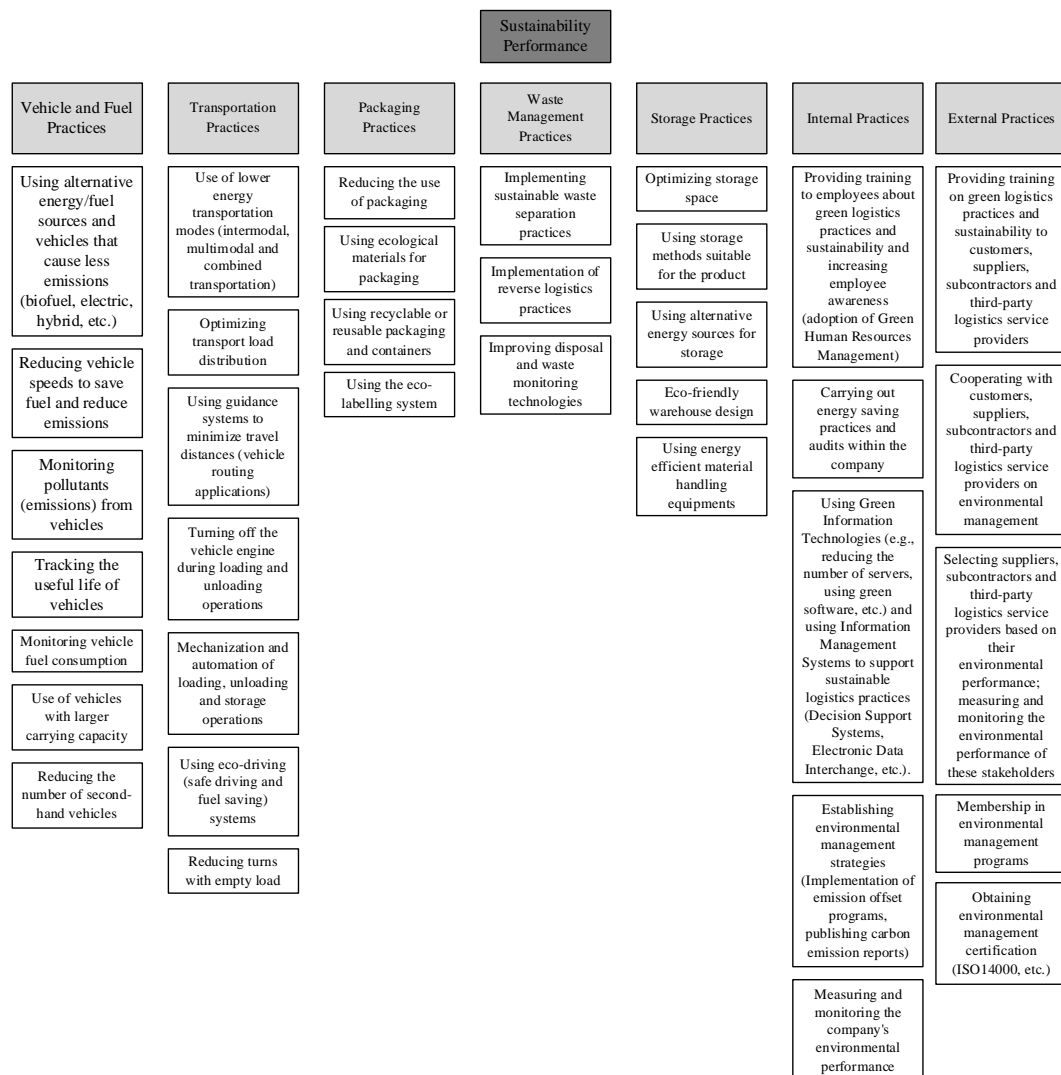 Sustainability
Performance
Vehicle and Fuel
Practices
Using alternative
energy/fuel
sources and
vehicles that
cause less
emissions
(biofuel, electric,
hybrid, etc.)
Reducing vehicle
speeds to save
fuel and reduce
emissions
Monitoring
pollutants
(emissions) from
vehicles
Tracking the
useful life of
vehicles
Monitoring vehicle
fuel consumption
Use of vehicles
with larger
carrying capacity
Reducing the
number of second-
hand vehicles
Transportation
Practices
Use of lower
energy
transportation
modes (intermodal,
multimodal and
combined
transportation)
Optimizing
transport load
distribution
Using guidance
systems to
minimize travel
distances (vehicle
routing
applications)
Turning off the
vehicle engine
during loading and
unloading
operations
Mechanization and
automation of
loading, unloading
and storage
operations
Using eco-driving
(safe driving and
fuel saving)
systems
Reducing turns
with empty load
Packaging
Practices
Reducing the use
of packaging
Using ecological
materials for
packaging
Using recyclable or
reusable packaging
and containers
Using the eco-
labelling system
Waste
Management
Practices
Implementing
sustainable waste
separation
practices
Implementation of
reverse logistics
practices
Improving
disposal and
waste monitoring
technologies
Storage Practices
Optimizing storage
space
Using storage
methods suitable
for the product
Using alternative
energy sources for
storage
Eco-friendly
warehouse design
Using energy
efficient material
handling
equipments
Internal Practices
Providing training
to employees about
green logistics
practices and
sustainability and
increasing
employee
awareness
(adoption of Green
Human Resources
Management)
Carrying out
energy saving
practices and
audits within the
company
Using Green
Information
Technologies (e.g.,
reducing the
number of servers,
using green
software, etc.) and
using Information
Management
Systems to support
sustainable
logistics practices
(Decision Support
Systems,
Electronic Data
Interchange, etc.).
Establishing
environmental
management
strategies
(Implementation of
emission offset
programs,
publishing carbon
emission reports)
Measuring and
monitoring the
company's
environmental
performance
External Practices
Providing training
on green logistics
practices and
sustainability to
customers,
suppliers,
subcontractors and
third-party
logistics service
providers
Cooperating with
customers,
suppliers,
subcontractors and
third-party
logistics service
providers on
environmental
management
Selecting suppliers,
subcontractors and
third-party
logistics service
providers based on
their
environmental
performance;
measuring and
monitoring the
environmental
performance of
these stakeholders
Membership in
environmental
management
programs
Obtaining
environmental
management
certification
(ISO14000, etc.)